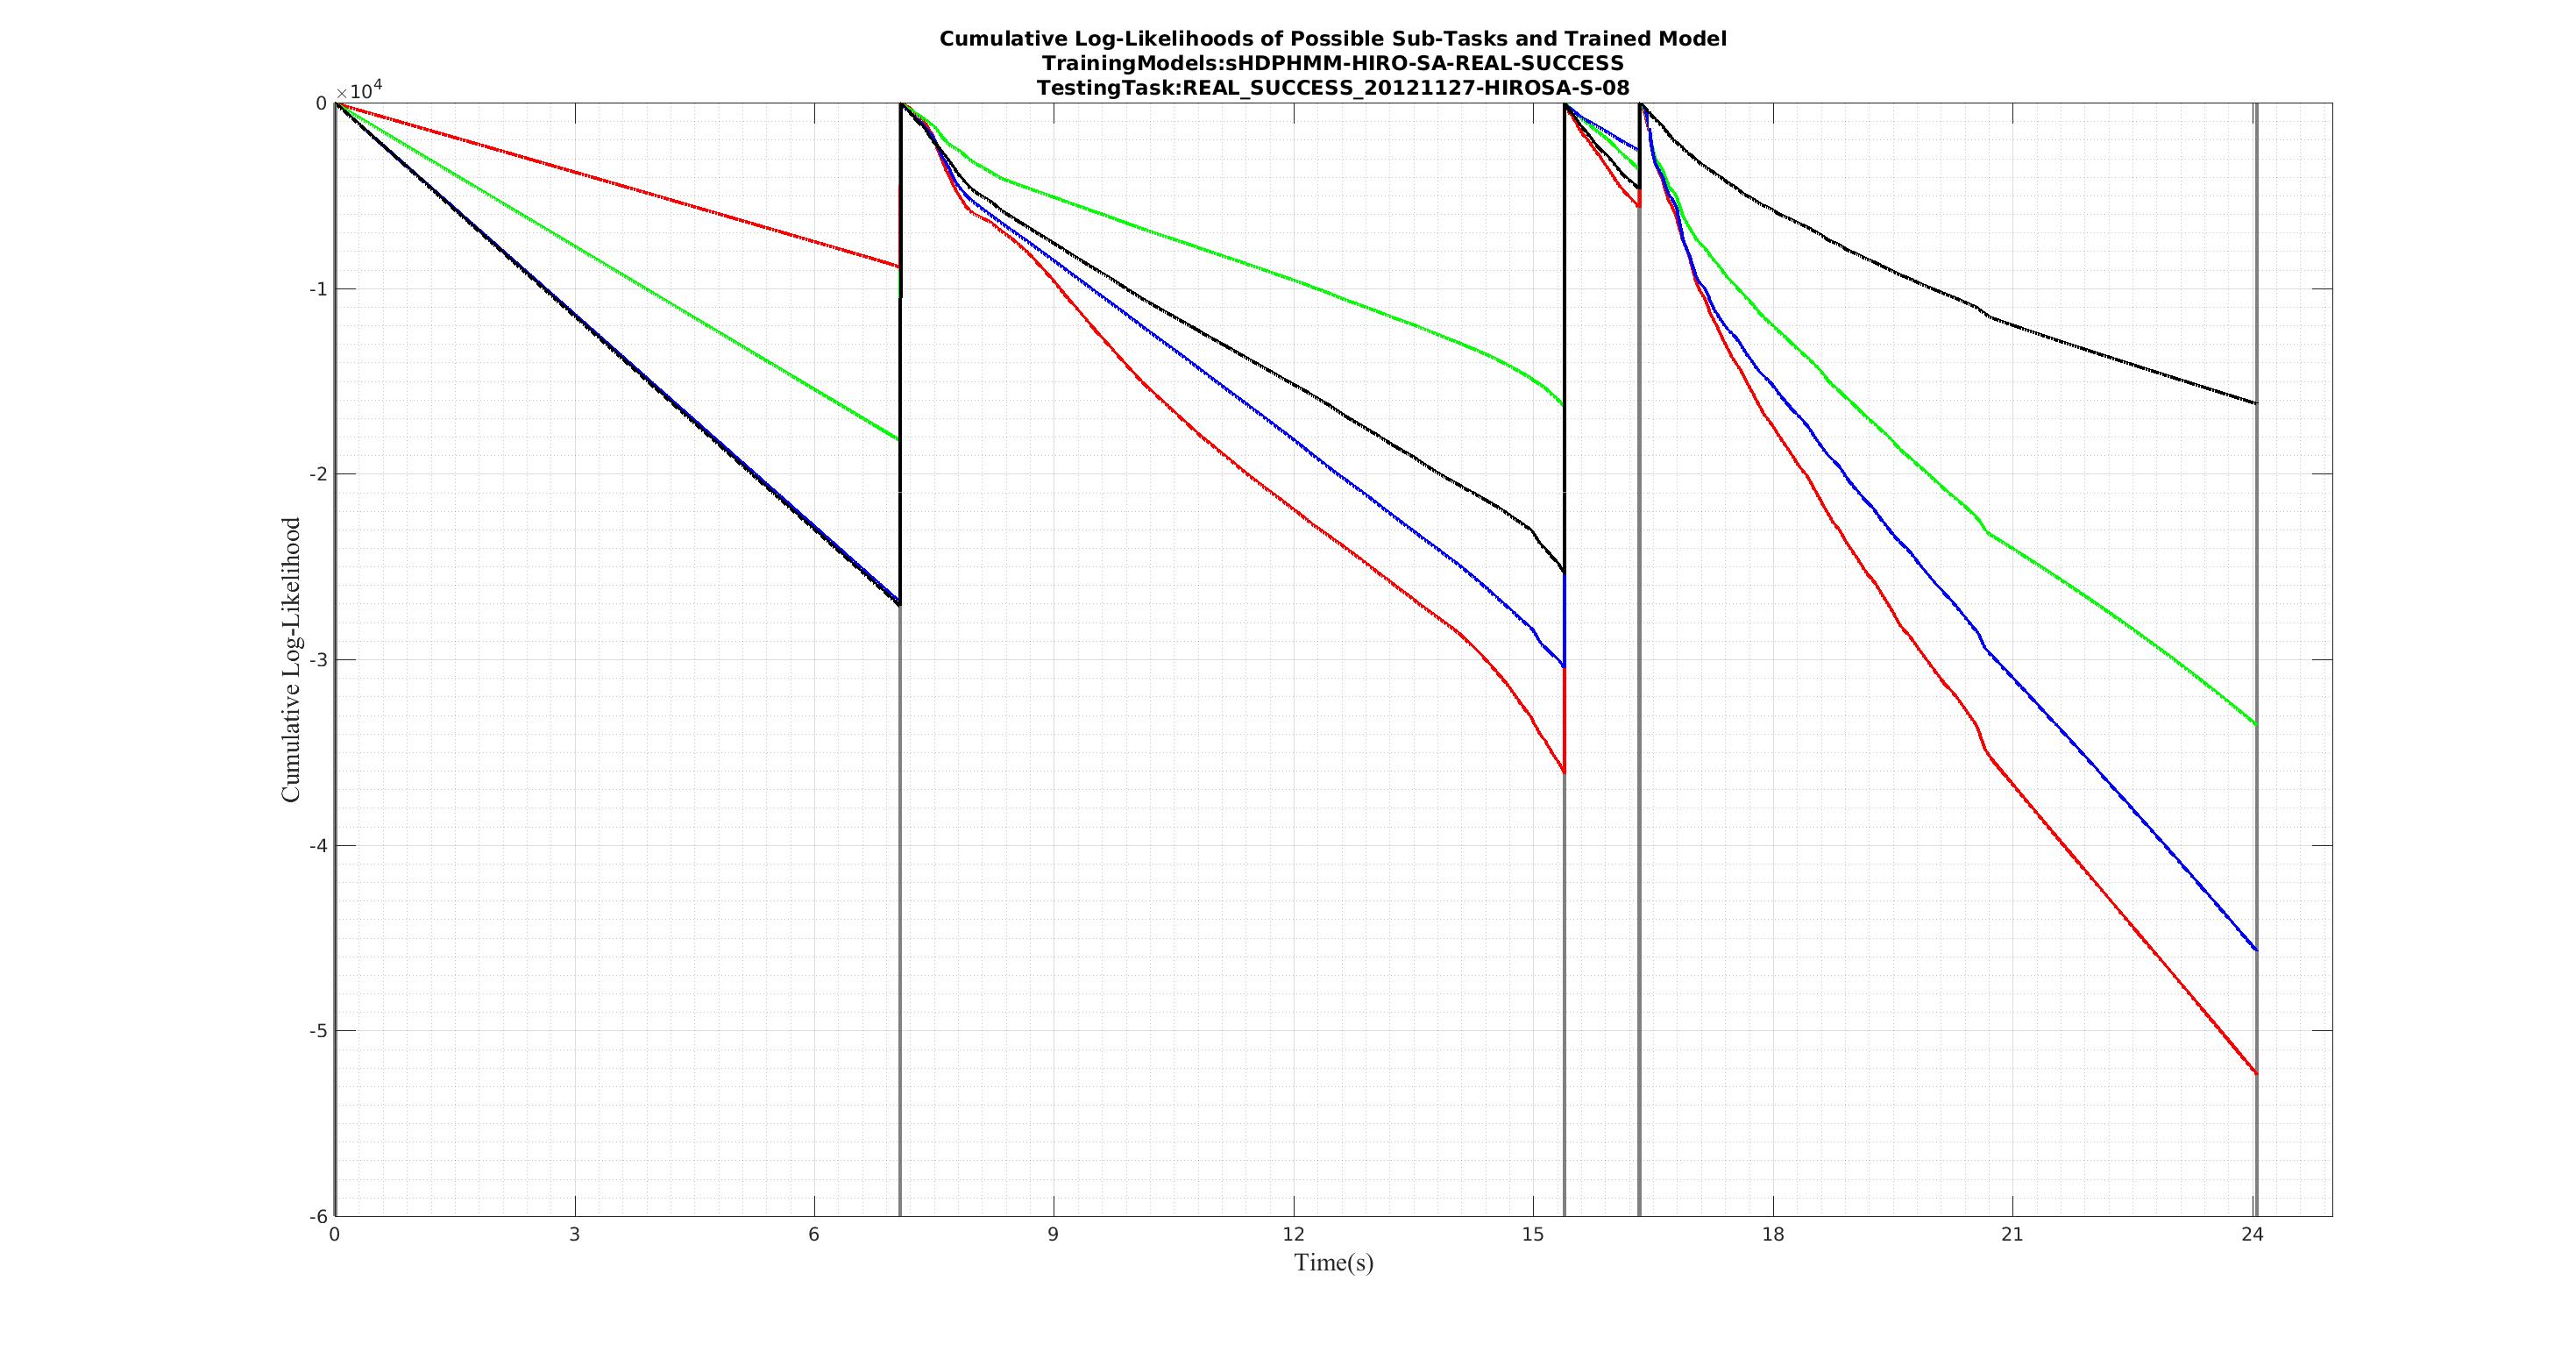 Cumulative Log-Likelihoods of Possible Sub-Tasks and Trained Model
TrainingModels:sHDPHMM-HIRO-SA-REAL-SUCCESS
TestingTask:REAL_SUCCESS_20121127-HIROSA-S-08
×10^4
0
-1
-2
-3
-4
-5
-6
Cumulative Log-Likelihood
0 3 6 9 12 15 18 21 24
Time(s)